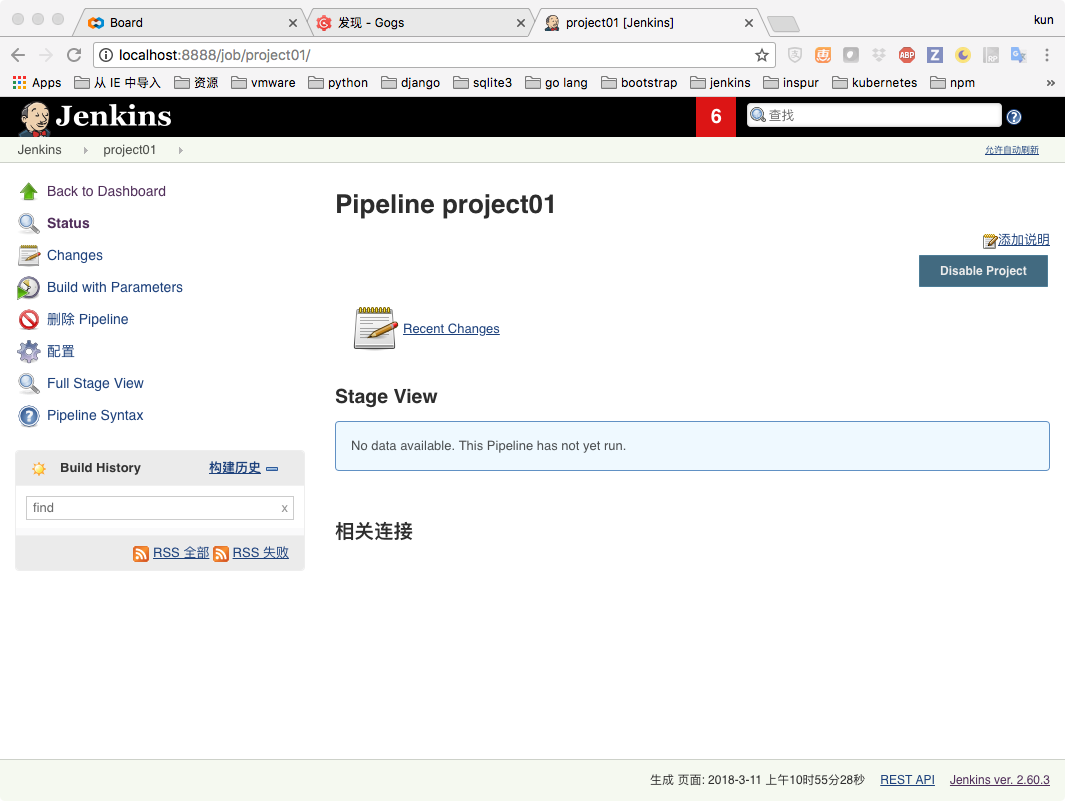 Board
发现 - Gogs
project01 [Jenkins]
kun
localhost:8888/job/project01/
Apps 从 IE 中导入 资源 vmware python django sqlite3 go lang bootstrap jenkins inspur kubernetes npm »
Jenkins 6 查找
Jenkins project01 允许自动刷新
Back to Dashboard
Status
Changes
Build with Parameters
删除 Pipeline
配置
Full Stage View
Pipeline Syntax
Build History 构建历史
find x
RSS 全部 RSS 失败
Pipeline project01
添加说明
Disable Project
Recent Changes
Stage View
No data available. This Pipeline has not yet run.
相关连接
生成 页面: 2018-3-11 上午10时55分28秒 REST API Jenkins ver. 2.60.3